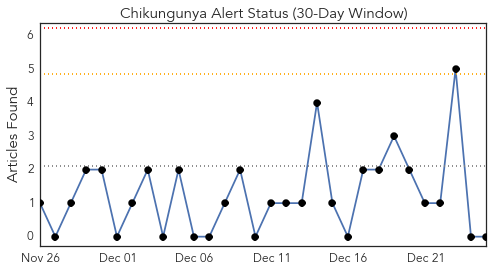 Chikungunya Alert Status (30-Day Window)
Articles Found
6
5
4
3
2
1
0
Nov 26 Dec 01 Dec 06 Dec 11 Dec 16 Dec 21